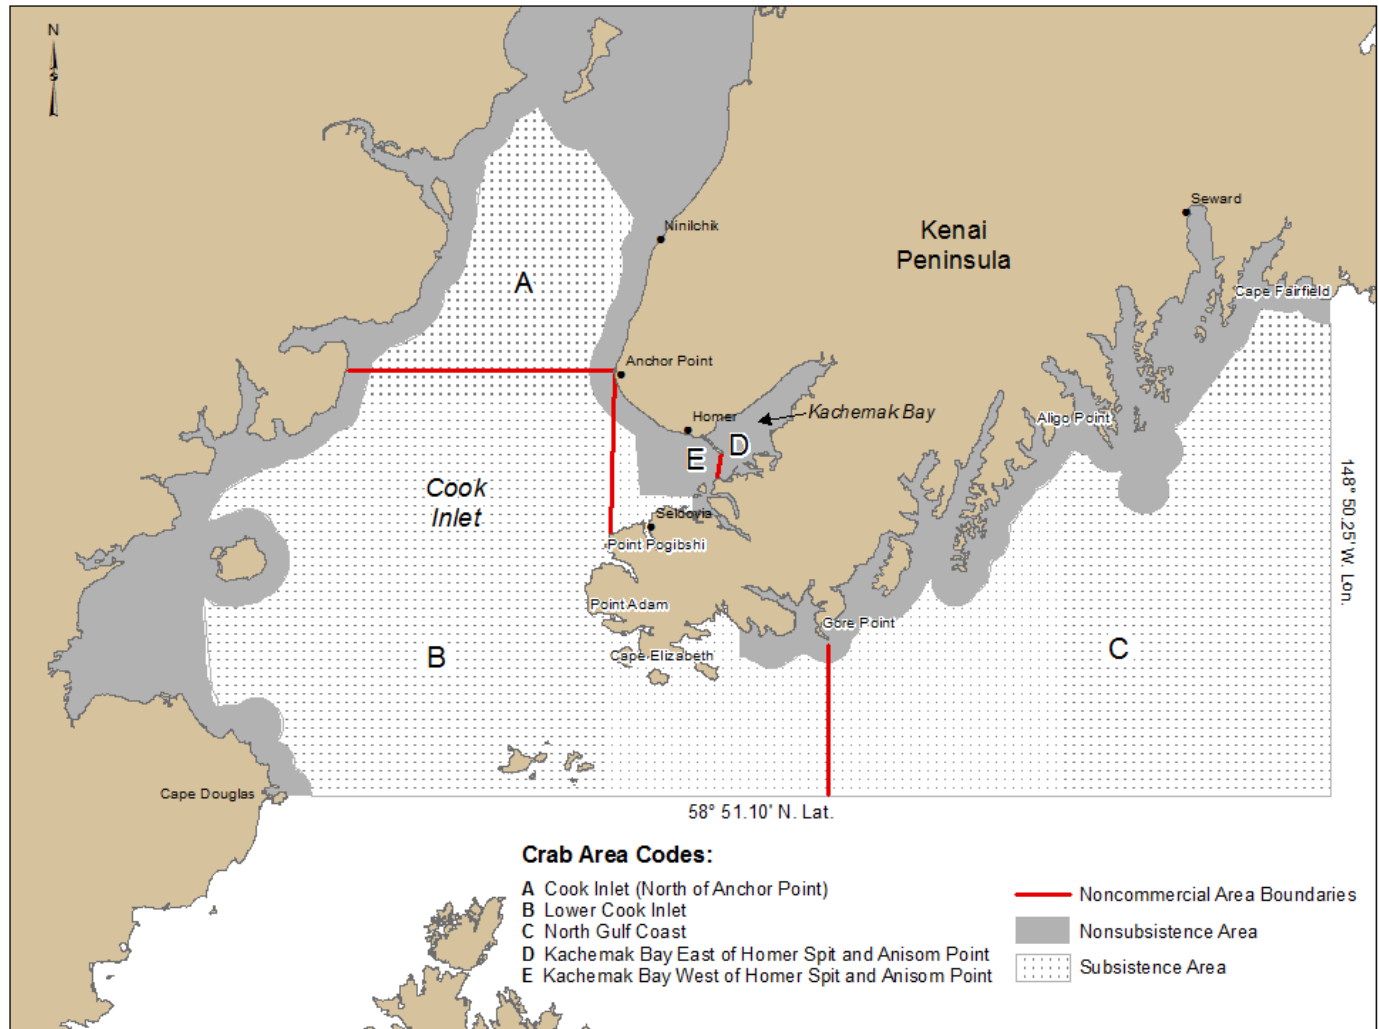 N
S
Seward
Ninilchik
Kenai
Peninsula
Cape Fairfield
A
Anchor Point
Homer
Kachemak Bay
Aligo Point
D
E
Cook
Inlet
Seldovia
Point Pogibshi
148° 50.25' W. Lon.
Point Adam
Gore Point
Cape Elizabeth
B
C
Cape Douglas
58° 51.10' N. Lat.
Crab Area Codes:
A Cook Inlet (North of Anchor Point)
B Lower Cook Inlet
C North Gulf Coast
D Kachemak Bay East of Homer Spit and Anisom Point
E Kachemak Bay West of Homer Spit and Anisom Point
Noncommercial Area Boundaries
Nonsubsistence Area
Subsistence Area